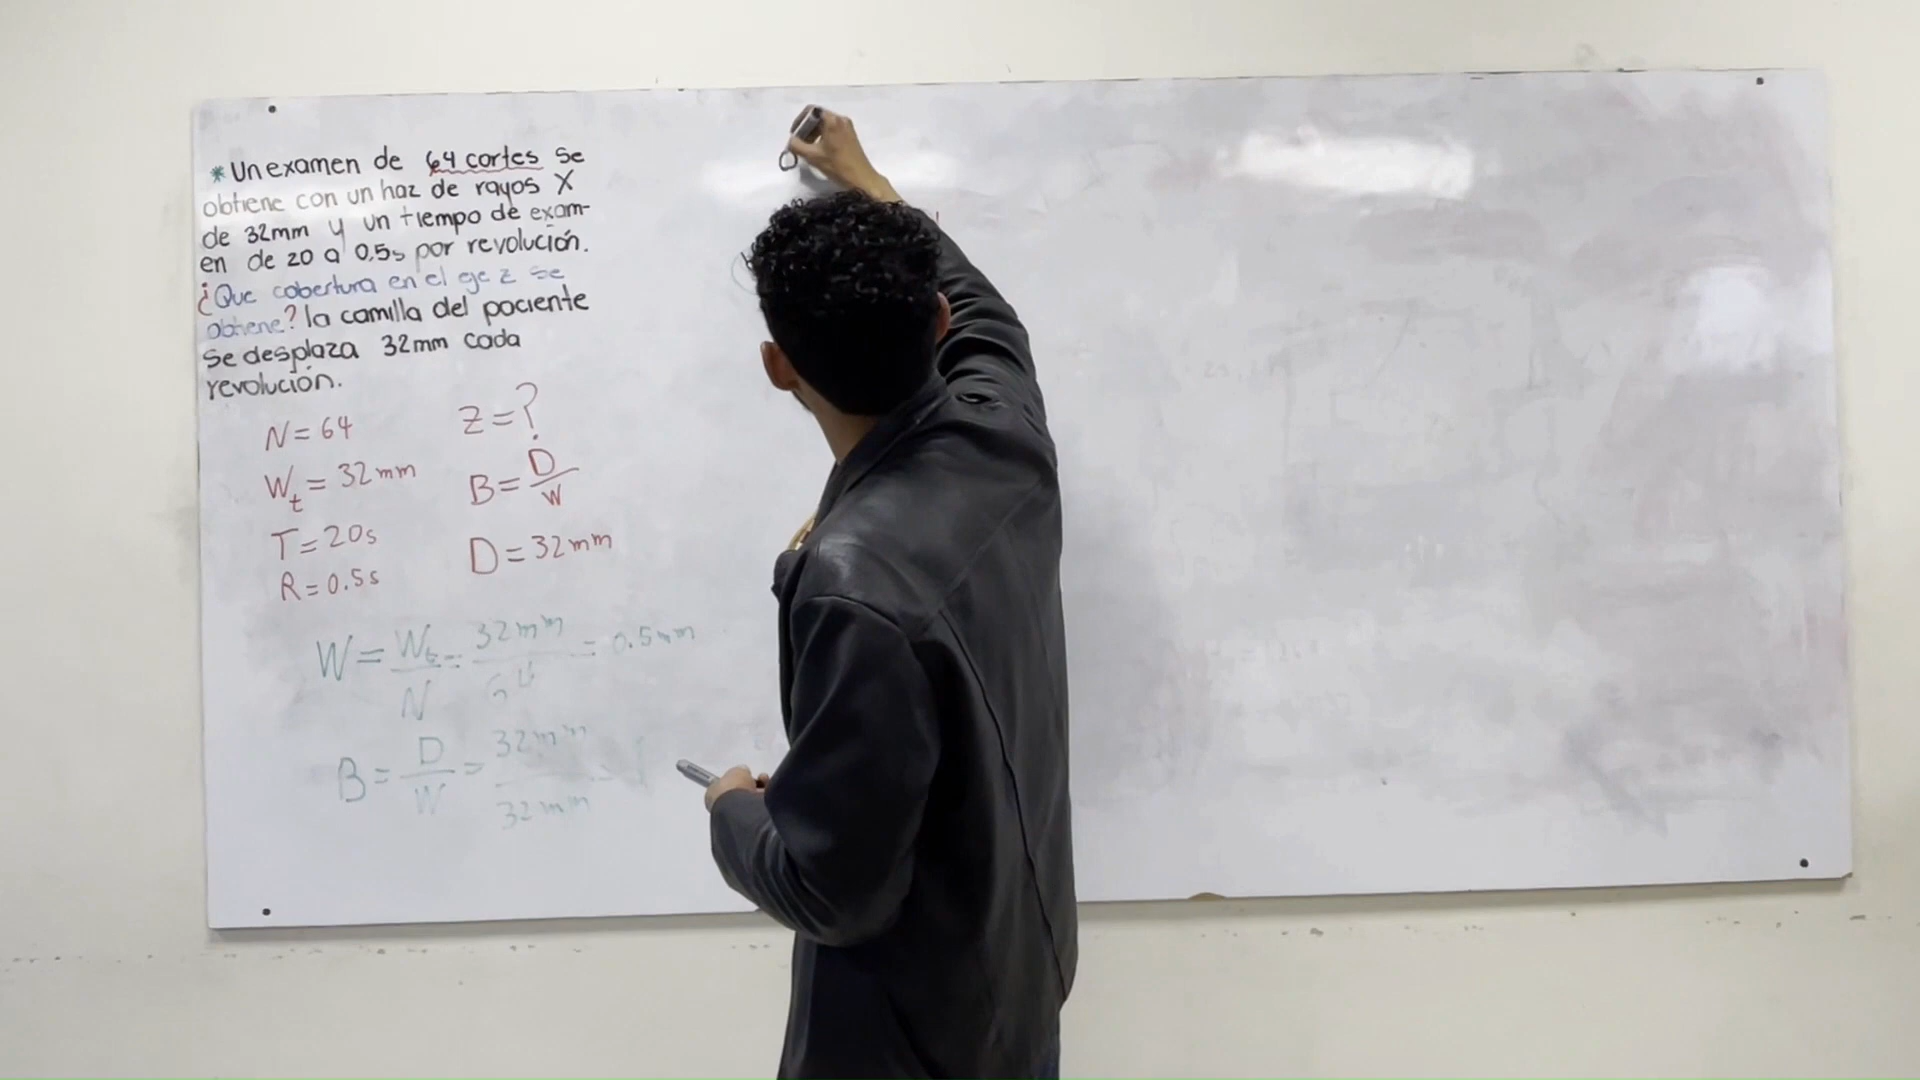 * Un examen de 64 cortes se
obtiene con un haz de rayos X
de 32mm y un tiempo de exam-
en de 20 a 0,5s por revolución.
¿Que cobertura en el eje z se
obtiene? la camilla del paciente
se desplaza 32mm cada
revolución.
N = 64
Z = ?
W_t = 32mm
B = D/W
T = 20s
D = 32mm
R = 0.5s
W = W_t/N = 32mm/64 = 0.5mm
B = D/W = 32mm/32mm = 1